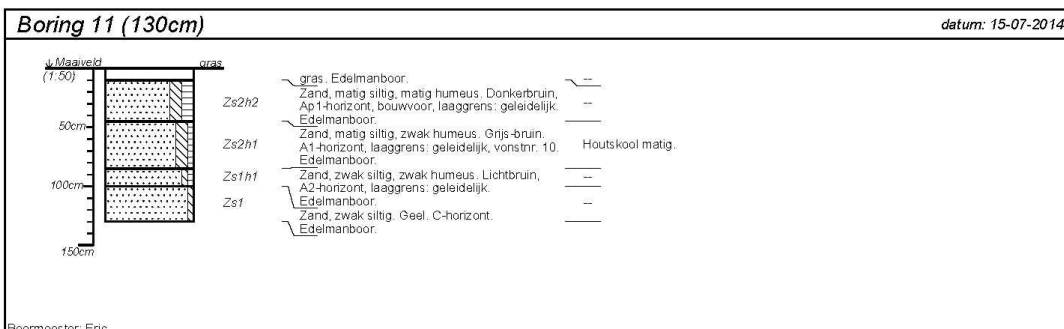 Boring 11 (130cm)
datum: 15-07-2014
↓ Maaiveld
gras
(1:50)
50cm
100cm
150cm
gras. Edelmanboor.
--
Zs2h2
Zand, matig siltig, matig humeus. Donkerbruin,
Ap1-horizont, bouwvoor, laaggrens: geleidelijk.
Edelmanboor.
--
Zs2h1
Zand, matig siltig, zwak humeus. Grijs-bruin.
A1-horizont, laaggrens: geleidelijk, vonstnr. 10.
Edelmanboor.
Houtskool matig.
Zs1h1
Zand, zwak siltig, zwak humeus. Lichtbruin,
A2-horizont, laaggrens: geleidelijk.
Edelmanboor.
--
Zs1
Zand, zwak siltig. Geel. C-horizont.
Edelmanboor.
--
Boormeester: Eric